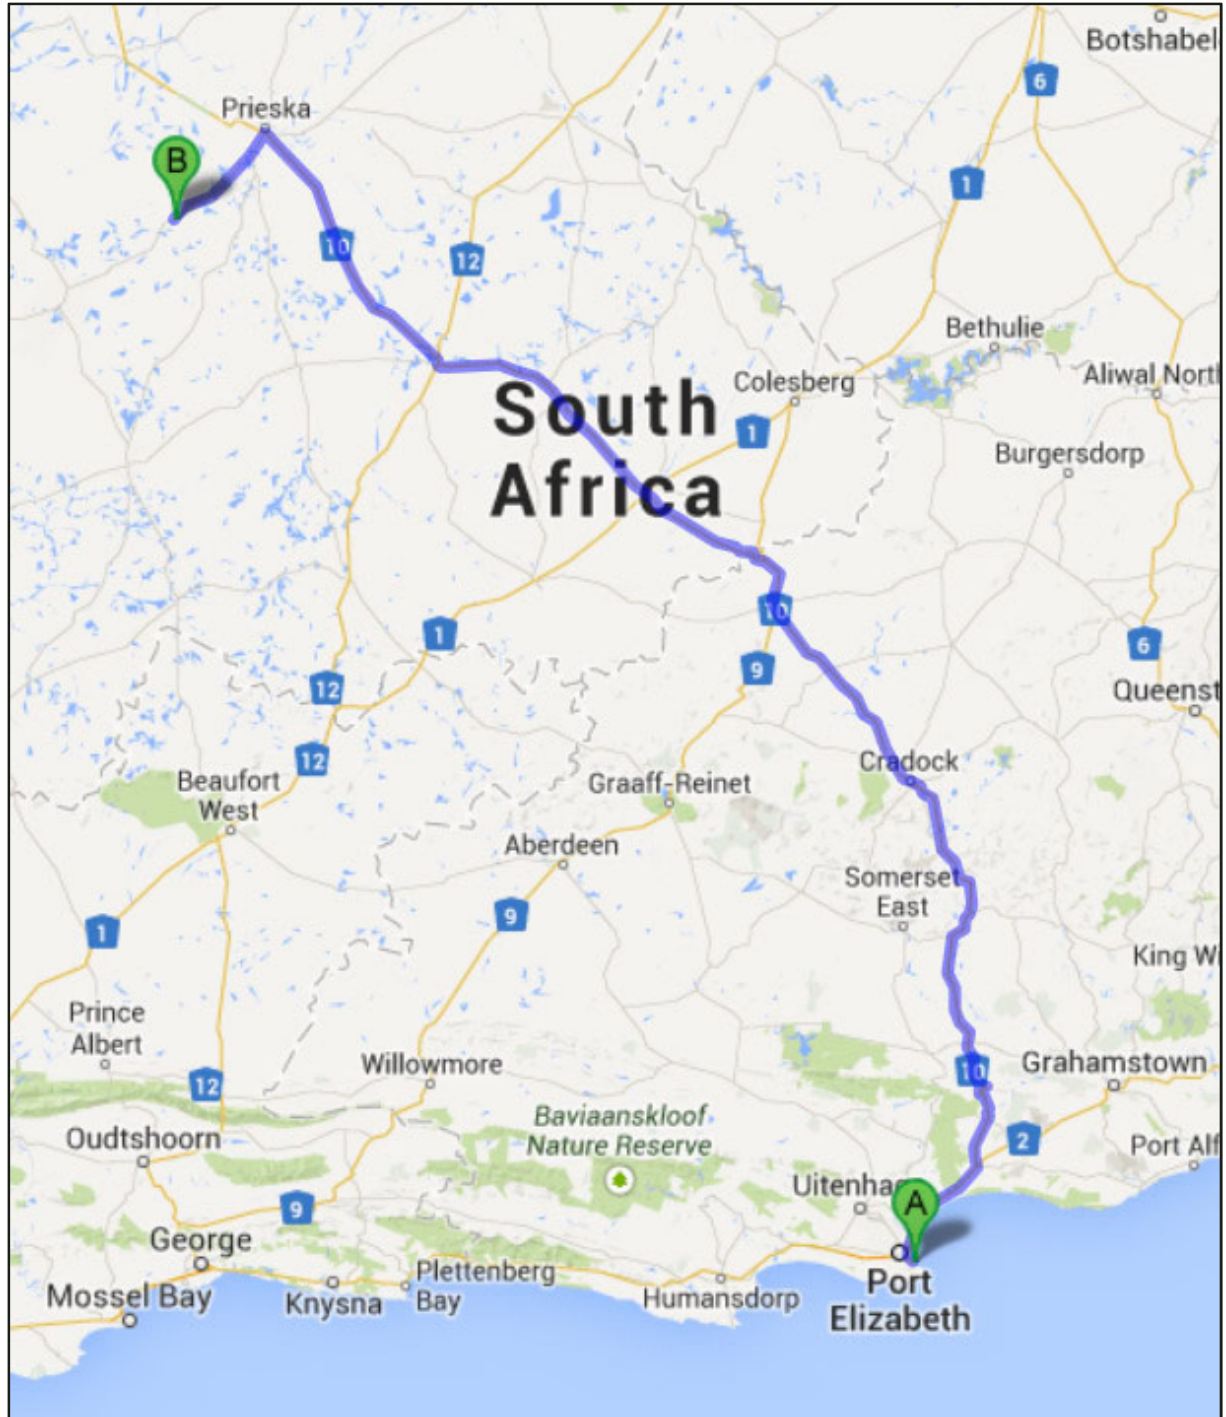 Botshabel
6
Prieska
B
1
10
12
Bethulie
Colesberg
Aliwal Nort
South
Africa
1
Burgersdorp
10
1
9
6
12
Queenst
12
Cradock
Beaufort
West
Graaff-Reinet
Aberdeen
Somerset
East
9
1
King W
Prince
Albert
Willowmore
10
Grahamstown
12
Baviaanskloof
Nature Reserve
2
Oudtshoorn
Port Alf
Uitenha
A
9
George
Plettenberg
Bay
Mossel Bay
Knysna
Humansdorp
Port
Elizabeth